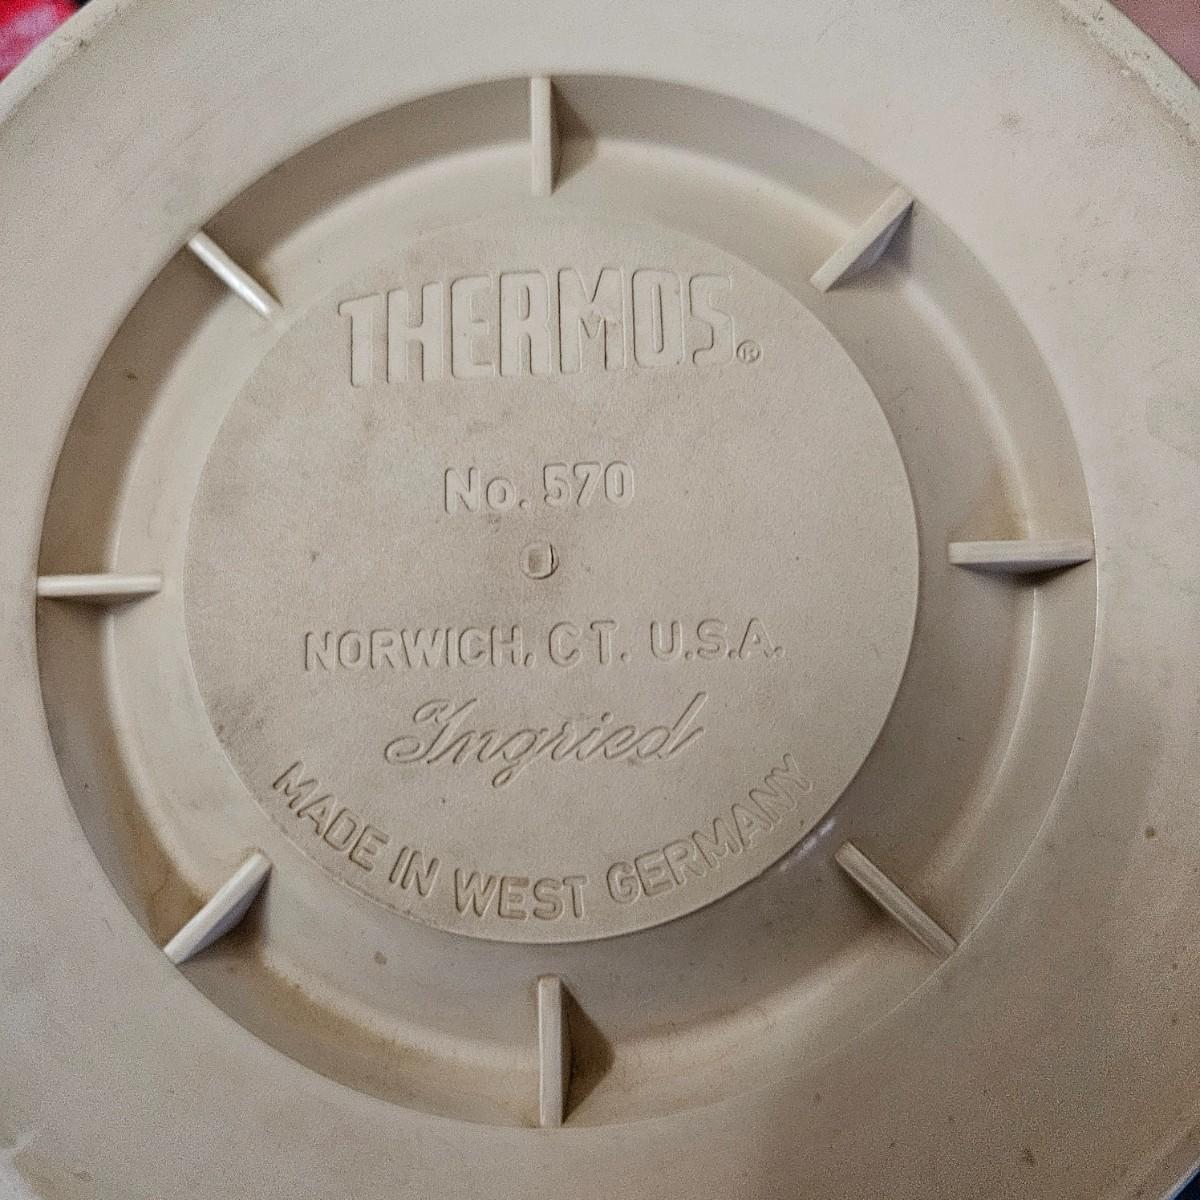 THERMOS®
No. 570
NORWICH, CT. U.S.A.
Ingried
MADE IN WEST GERMANY